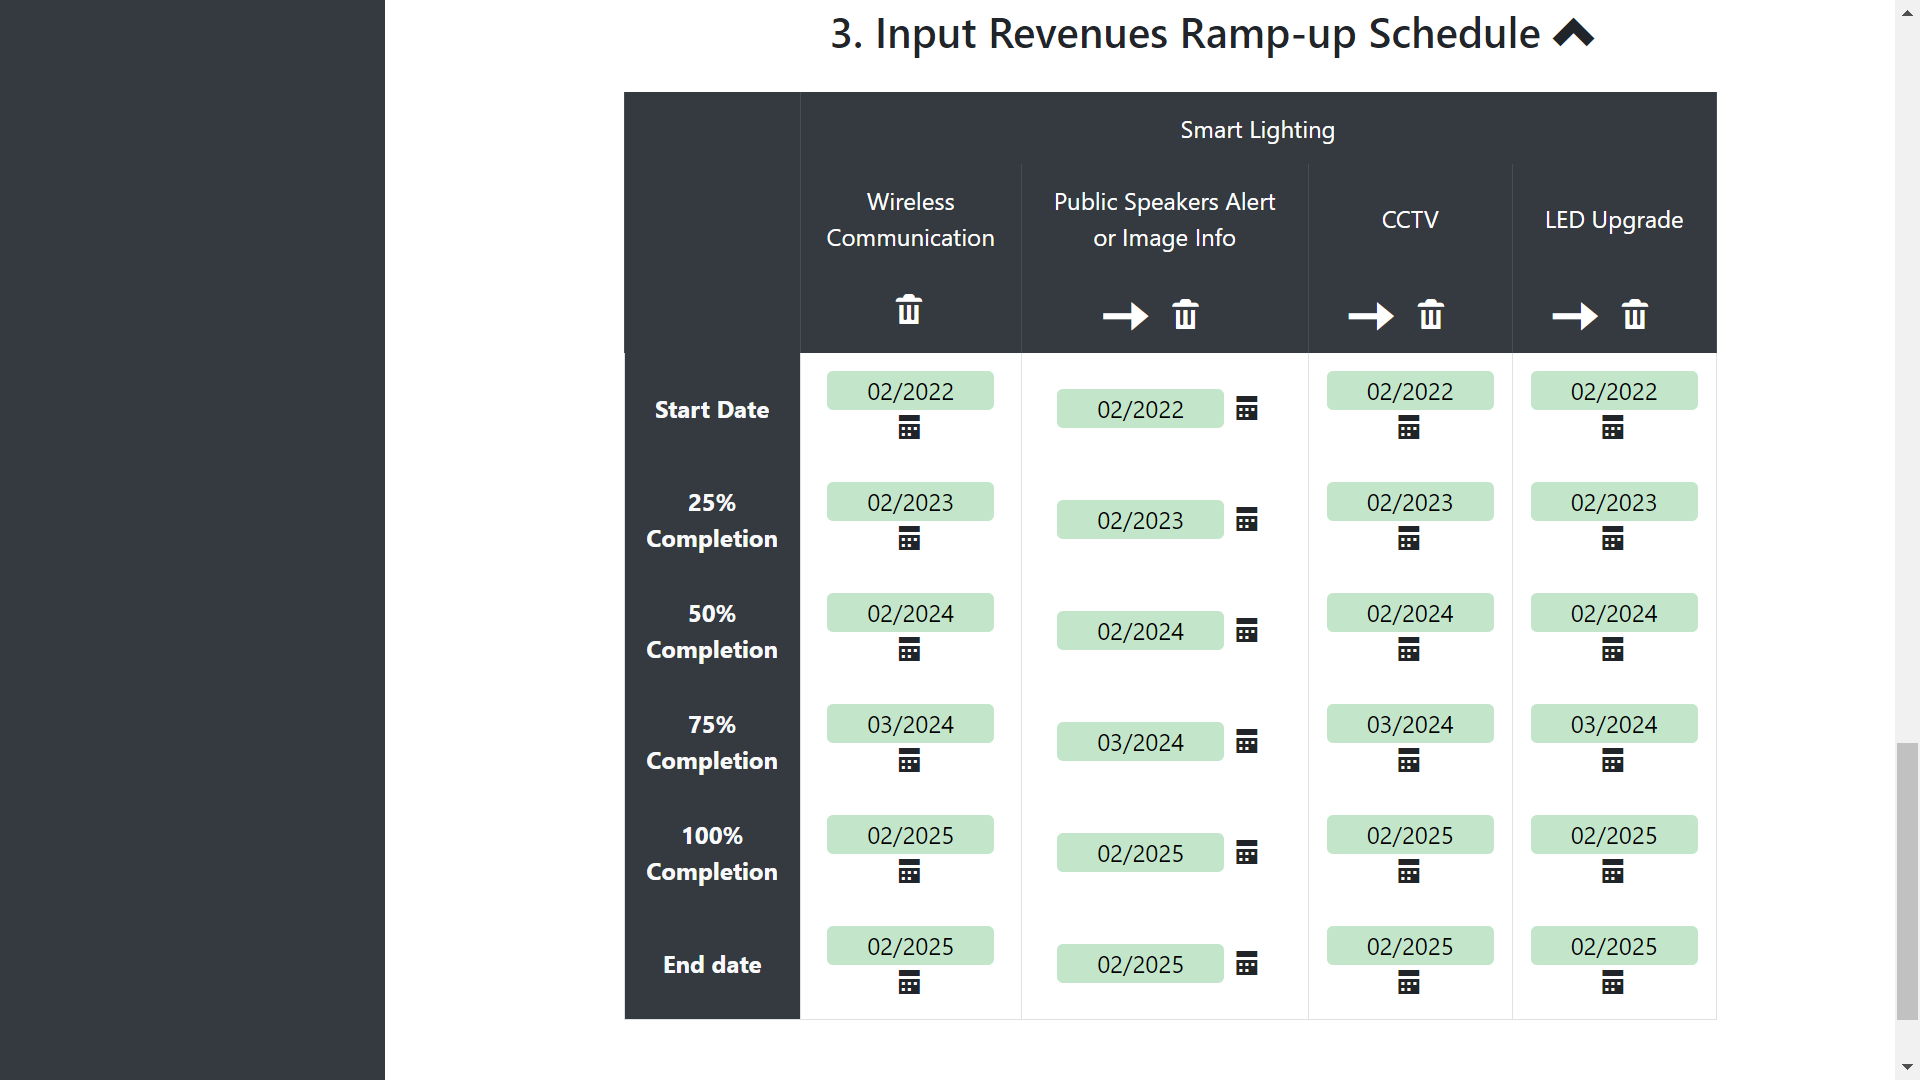 3. Input Revenues Ramp-up Schedule
Smart Lighting
Wireless
Communication
Public Speakers Alert
or Image Info
CCTV
LED Upgrade
Start Date
02/2022
02/2022
02/2022
02/2022
25%
Completion
02/2023
02/2023
02/2023
02/2023
50%
Completion
02/2024
02/2024
02/2024
02/2024
75%
Completion
03/2024
03/2024
03/2024
03/2024
100%
Completion
02/2025
02/2025
02/2025
02/2025
End date
02/2025
02/2025
02/2025
02/2025